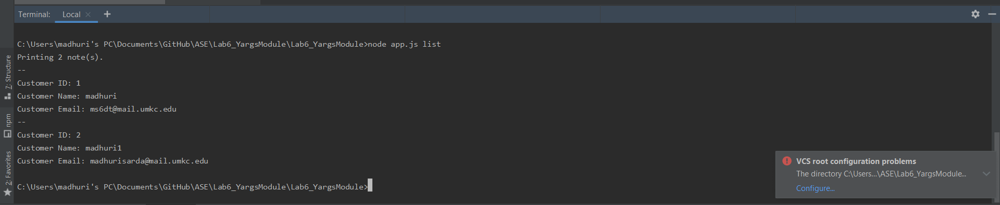 Terminal: Local × +
C:\Users\madhuri's PC\Documents\GitHub\ASE\Lab6_YargsModule\Lab6_YargsModule>node app.js list
Printing 2 note(s).
--
Customer ID: 1
Customer Name: madhuri
Customer Email: ms6dt@mail.umkc.edu
--
Customer ID: 2
Customer Name: madhuri1
Customer Email: madhurisarda@mail.umkc.edu
C:\Users\madhuri's PC\Documents\GitHub\ASE\Lab6_YargsModule\Lab6_YargsModule>
7: Structure
npm
2: Favorites
VCS root configuration problems
The directory C:\Users...\ASE\Lab6_YargsModule...
Configure...